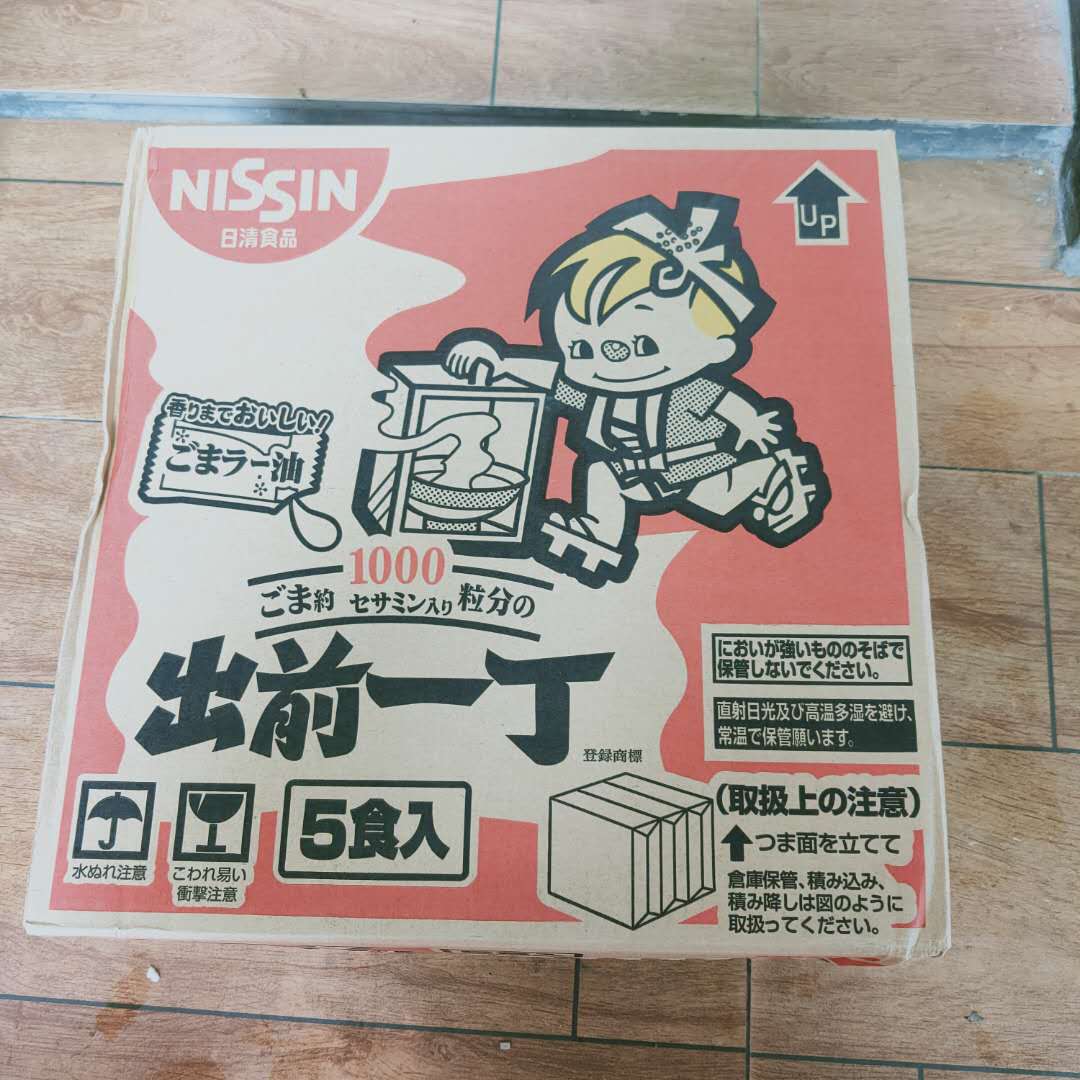 NISSIN
日清食品
UP
香りまでおいしい!
ごまラー油
1000
ごま約 セサミン入り 粒分の
出前一丁
登録商標
においが強いもののそばで
保管しないでください。
直射日光及び高温多湿を避け、
常温で保管願います。
水ぬれ注意
こわれ易い
衝撃注意
5食入
(取扱上の注意)
つま面を立てて
倉庫保管、積み込み、
積み降しは図のように
取扱ってください。